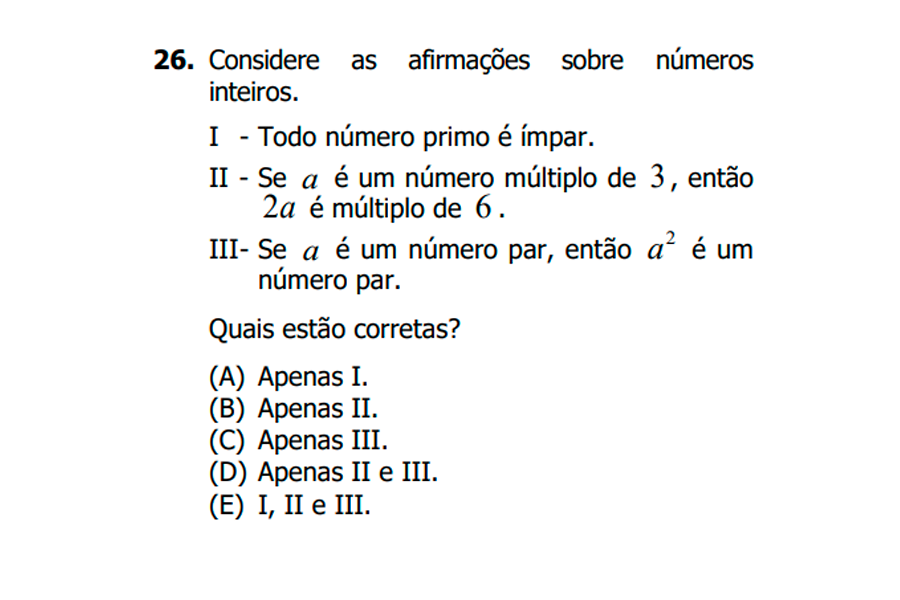 26. Considere as afirmações sobre números
inteiros.
I - Todo número primo é ímpar.
II - Se a é um número múltiplo de 3, então
2a é múltiplo de 6.
III- Se a é um número par, então a² é um
número par.
Quais estão corretas?
(A) Apenas I.
(B) Apenas II.
(C) Apenas III.
(D) Apenas II e III.
(E) I, II e III.